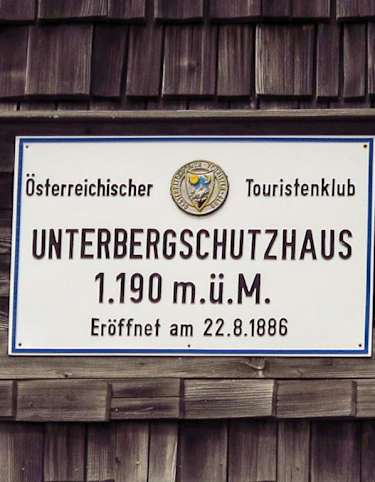 Österreichischer Touristenklub
UNTERBERGSCHUTZHAUS
1.190 m.ü.M.
Eröffnet am 22.8.1886